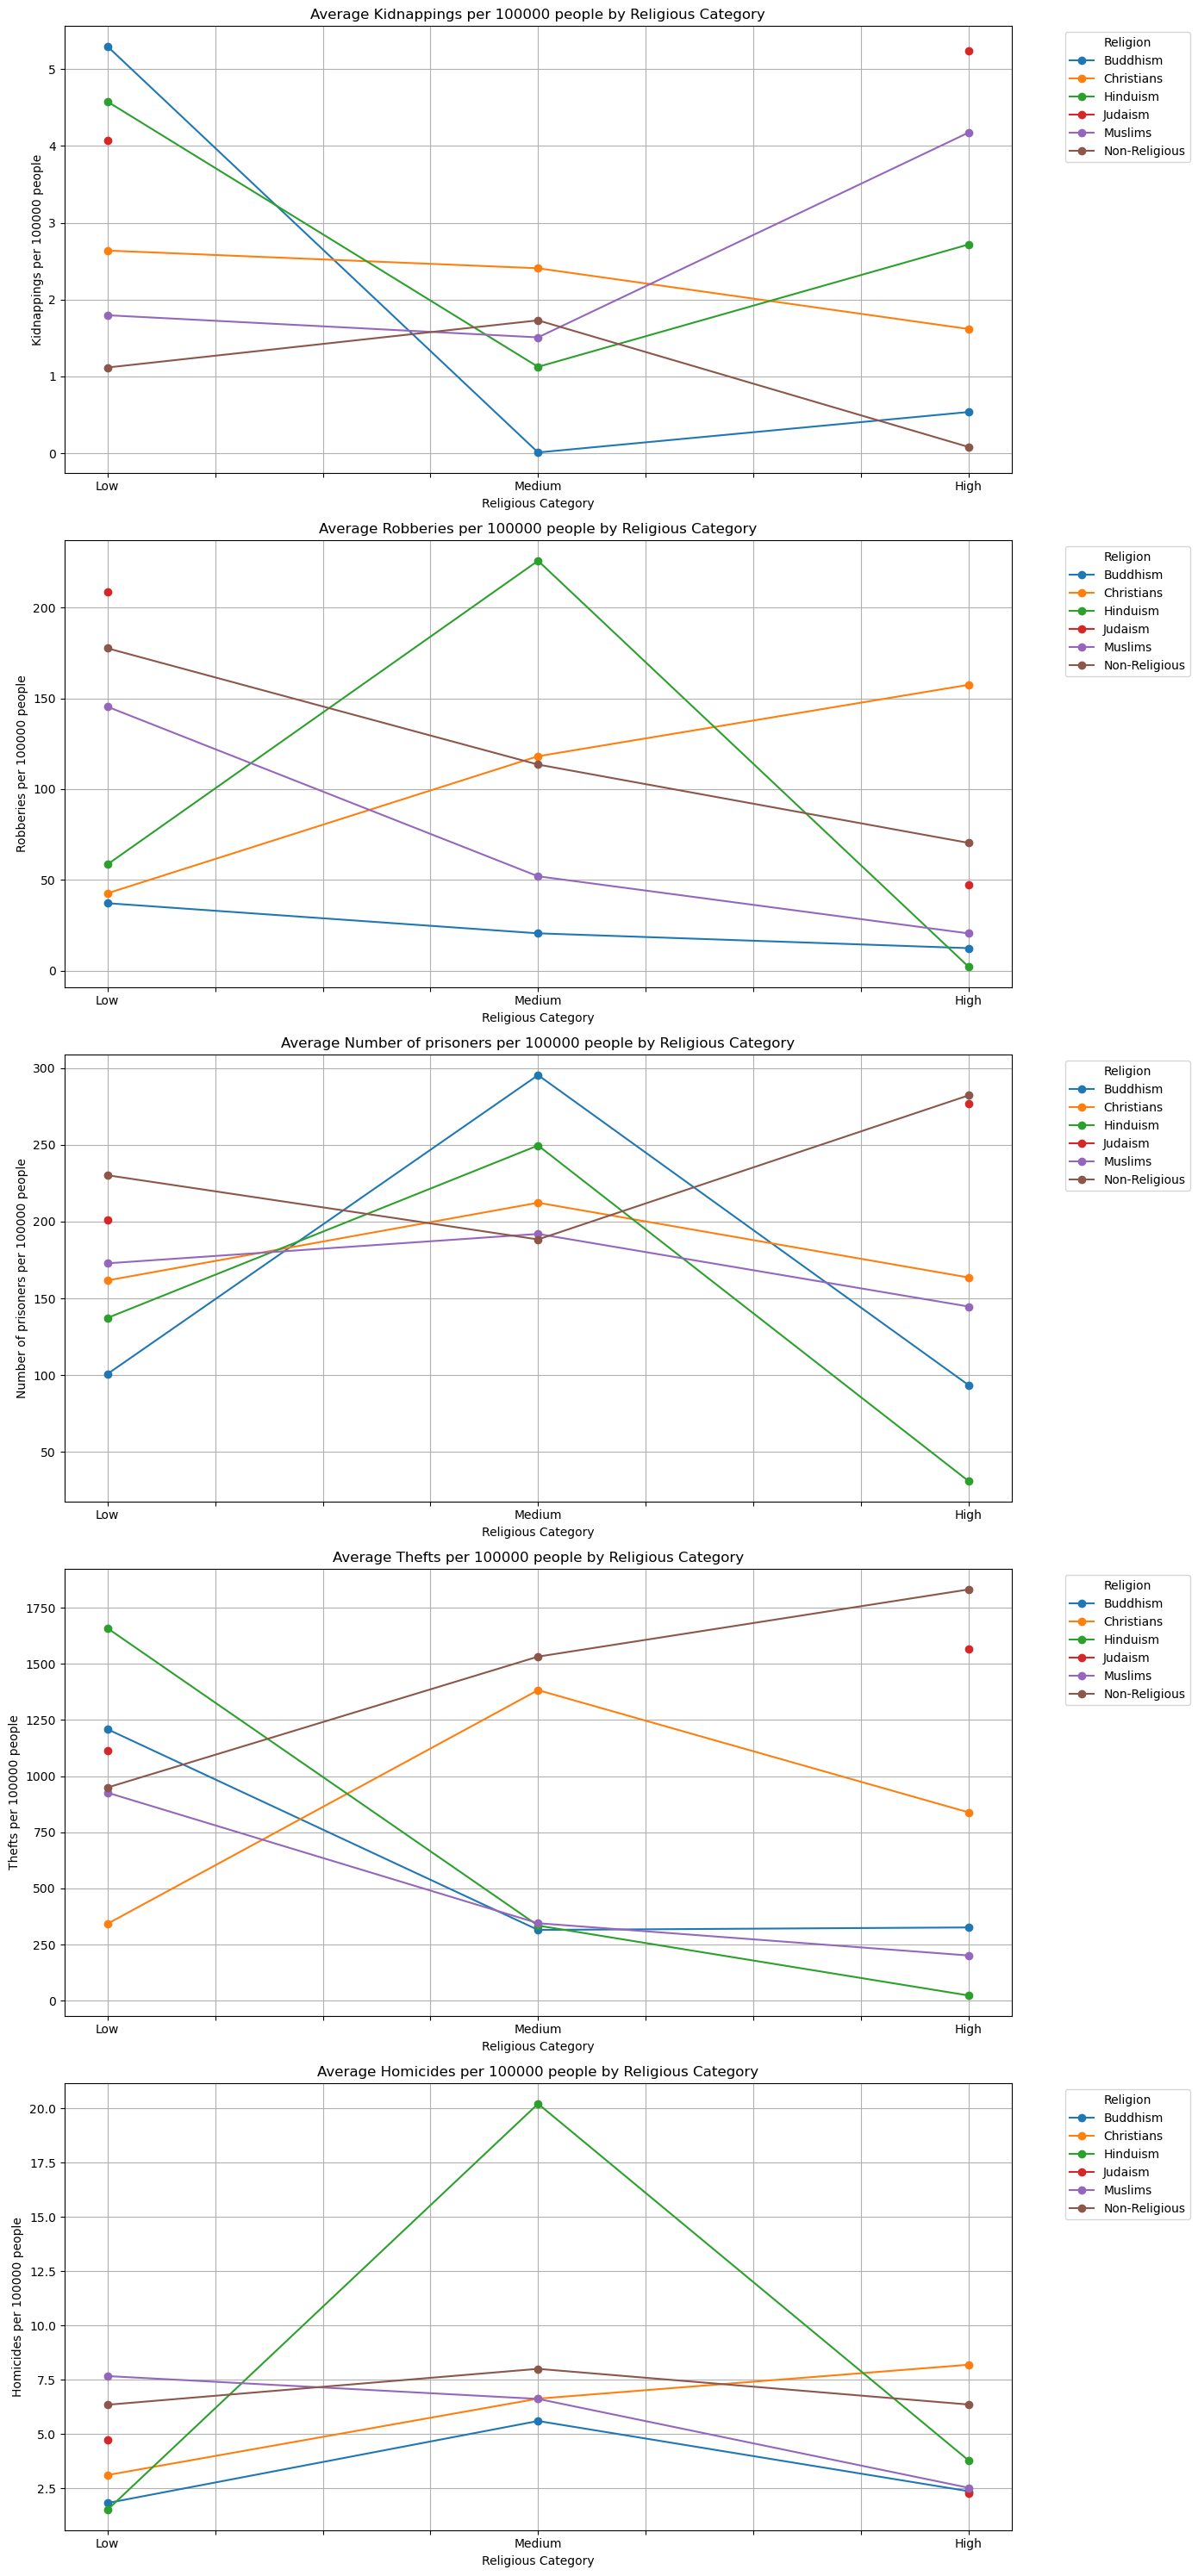 Average Kidnappings per 100000 people by Religious Category
Kidnappings per 100000 people
5
4
3
2
1
0
Low
Medium
High
Religious Category
Religion
Buddhism
Christians
Hinduism
Judaism
Muslims
Non-Religious
Average Robberies per 100000 people by Religious Category
Robberies per 100000 people
200
150
100
50
0
Low
Medium
High
Religious Category
Religion
Buddhism
Christians
Hinduism
Judaism
Muslims
Non-Religious
Average Number of prisoners per 100000 people by Religious Category
Number of prisoners per 100000 people
300
250
200
150
100
50
Low
Medium
High
Religious Category
Religion
Buddhism
Christians
Hinduism
Judaism
Muslims
Non-Religious
Average Thefts per 100000 people by Religious Category
Thefts per 100000 people
1750
1500
1250
1000
750
500
250
0
Low
Medium
High
Religious Category
Religion
Buddhism
Christians
Hinduism
Judaism
Muslims
Non-Religious
Average Homicides per 100000 people by Religious Category
Homicides per 100000 people
20.0
17.5
15.0
12.5
10.0
7.5
5.0
2.5
Low
Medium
High
Religious Category
Religion
Buddhism
Christians
Hinduism
Judaism
Muslims
Non-Religious